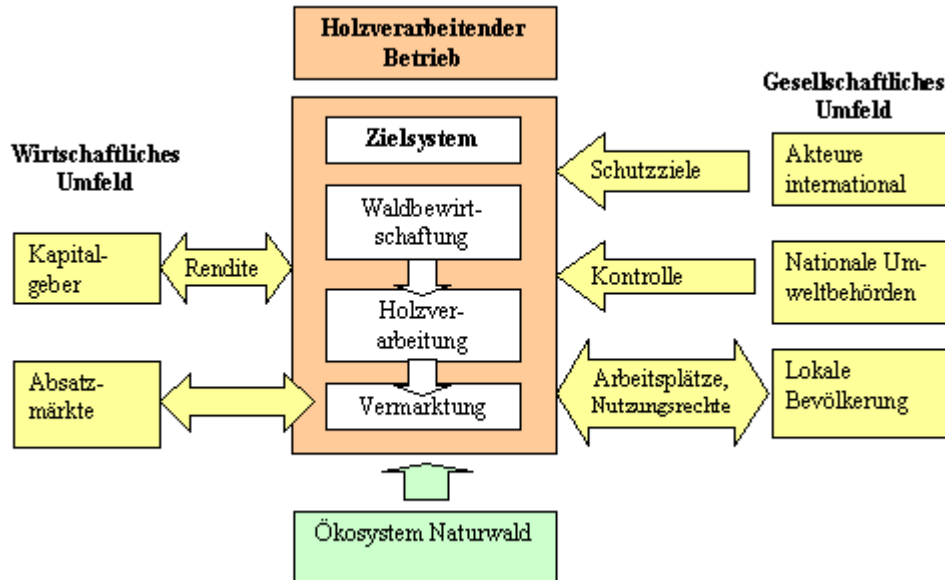 Holzverarbeitender
Betrieb
Wirtschaftliches
Umfeld
Kapital-
geber
Rendite
Absatz-
märkte
Zielsystem
Waldbewirt-
schaftung
Holzver-
arbeitung
Vermarktung
Gesellschaftliches
Umfeld
Schutzziele
Akteure
international
Kontrolle
Nationale Um-
weltbehörden
Arbeitsplätze,
Nutzungsrechte
Lokale
Bevölkerung
Ökosystem Naturwald